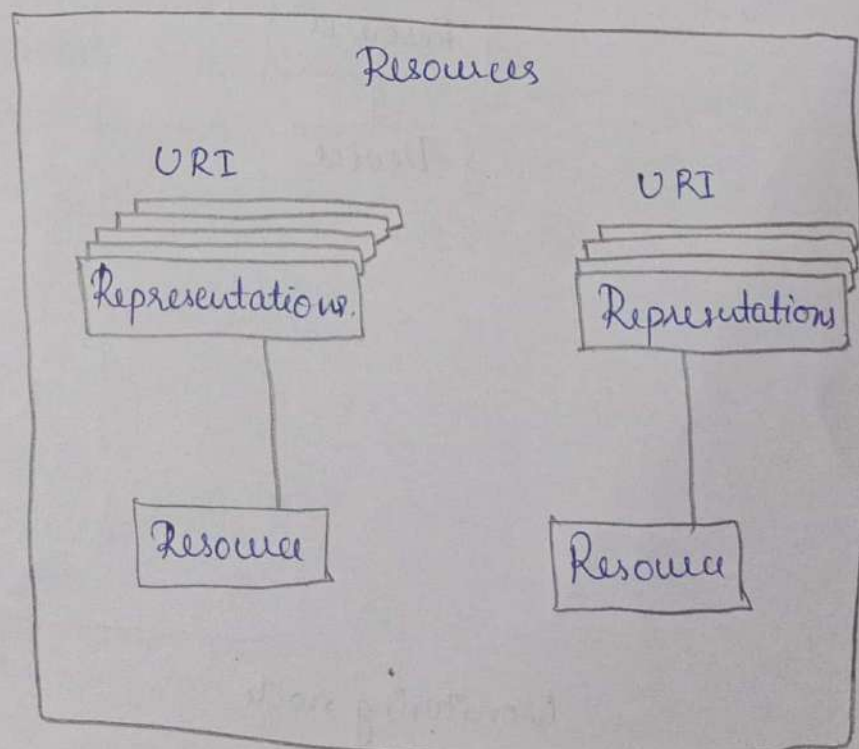 Resources
URI
URI
Representations.
Representations
Resource
Resource